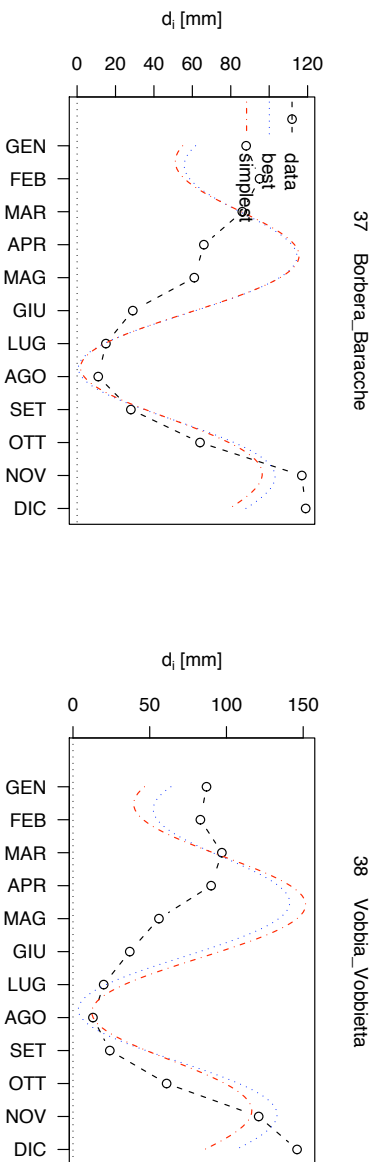 37 Borbera_Baracche
di [mm]
0 20 40 60 80 120
data
best
simplest
GEN
FEB
MAR
APR
MAG
GIU
LUG
AGO
SET
OTT
NOV
DIC
38 Vobbia_Vobbietta
di [mm]
0 50 100 150
GEN
FEB
MAR
APR
MAG
GIU
LUG
AGO
SET
OTT
NOV
DIC